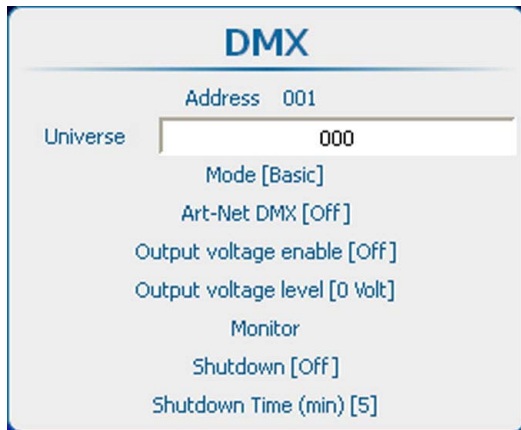 DMX
Address 001
Universe 000
Mode [Basic]
Art-Net DMX [Off]
Output voltage enable [Off]
Output voltage level [0 Volt]
Monitor
Shutdown [Off]
Shutdown Time (min) [5]